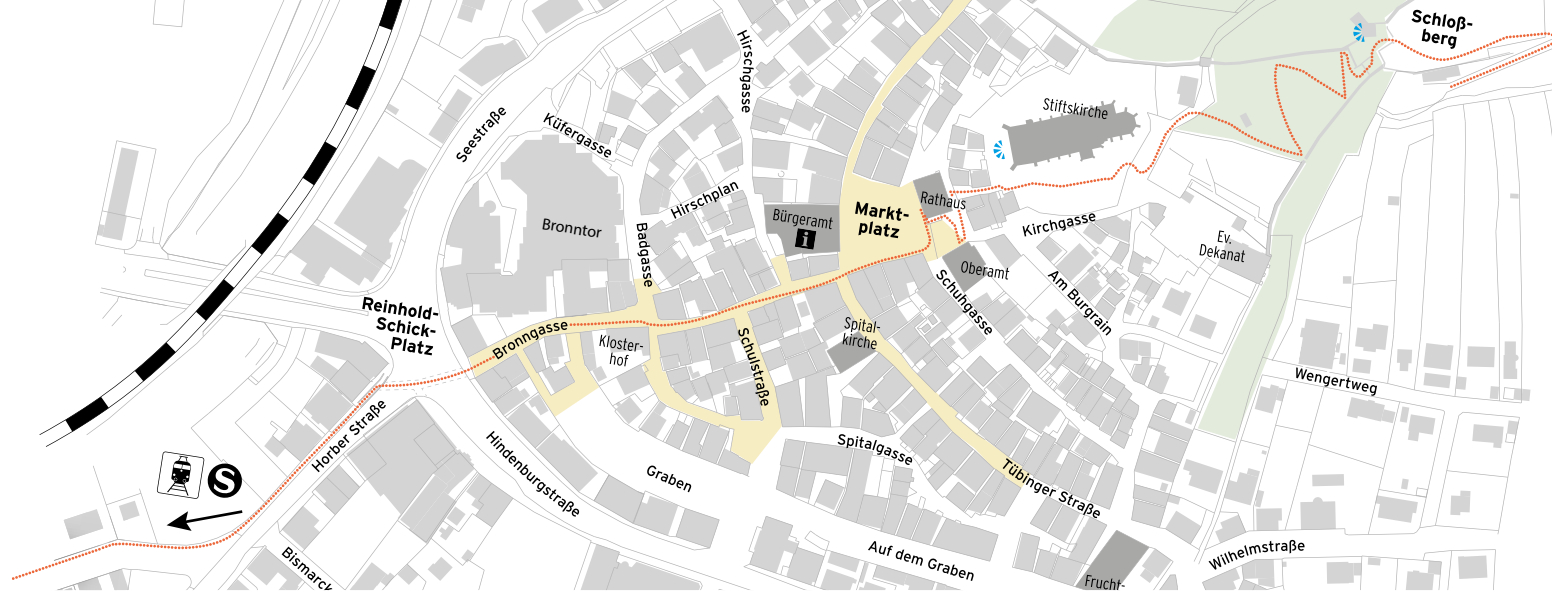 Schloß-
berg
Hirschgasse
Stiftskirche
Seestraße
Küfergasse
Hirschplan
Rathaus
Markt-
platz
Bürgeramt
i
Bronntor
Badgasse
Kirchgasse
Ev.
Dekanat
Oberamt
Schuhgasse
Am Burgrain
Reinhold-
Schick-
Platz
Bronngasse
Kloster-
hof
Schulstraße
Spital-
kirche
Wengertweg
Horber Straße
Hindenburgstraße
Graben
Spitalgasse
Tübinger Straße
S
Auf dem Graben
Wilhelmstraße
Bismarck
Frucht-